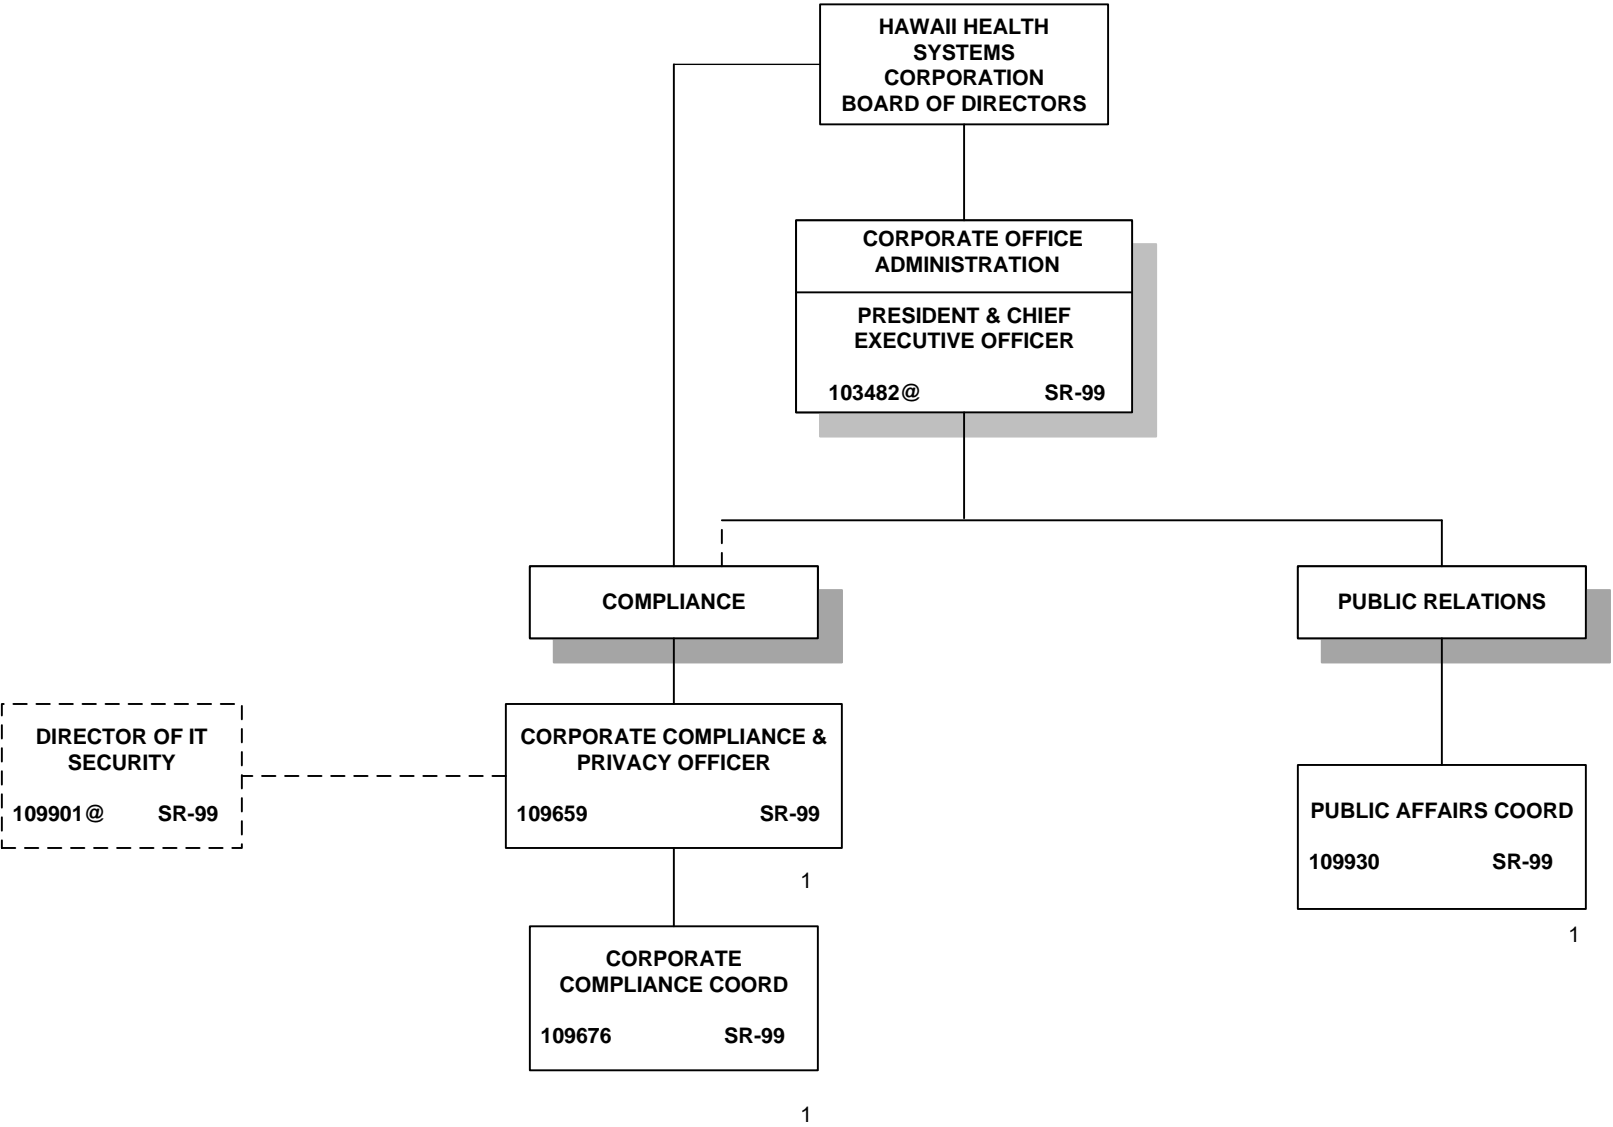 HAWAII HEALTH
SYSTEMS
CORPORATION
BOARD OF DIRECTORS
CORPORATE OFFICE
ADMINISTRATION
PRESIDENT & CHIEF
EXECUTIVE OFFICER
103482@ SR-99
COMPLIANCE
PUBLIC RELATIONS
DIRECTOR OF IT
SECURITY
109901@ SR-99
CORPORATE COMPLIANCE &
PRIVACY OFFICER
109659 SR-99
1
PUBLIC AFFAIRS COORD
109930 SR-99
1
CORPORATE
COMPLIANCE COORD
109676 SR-99
1